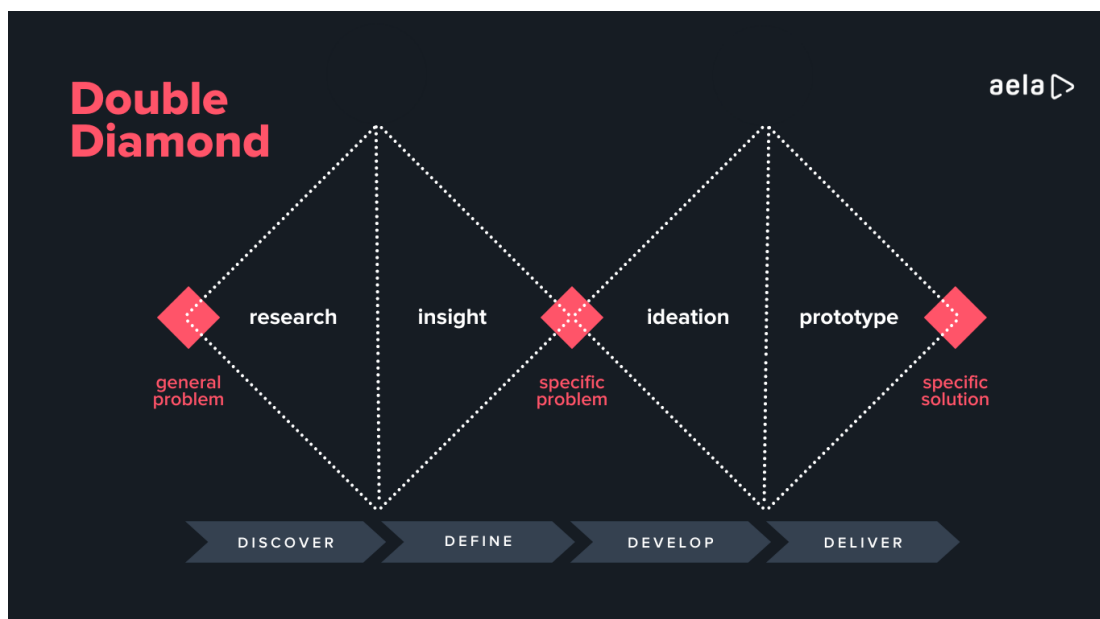 Double
Diamond
aela
research
insight
ideation
prototype
general
problem
specific
problem
specific
solution
DISCOVER
DEFINE
DEVELOP
DELIVER